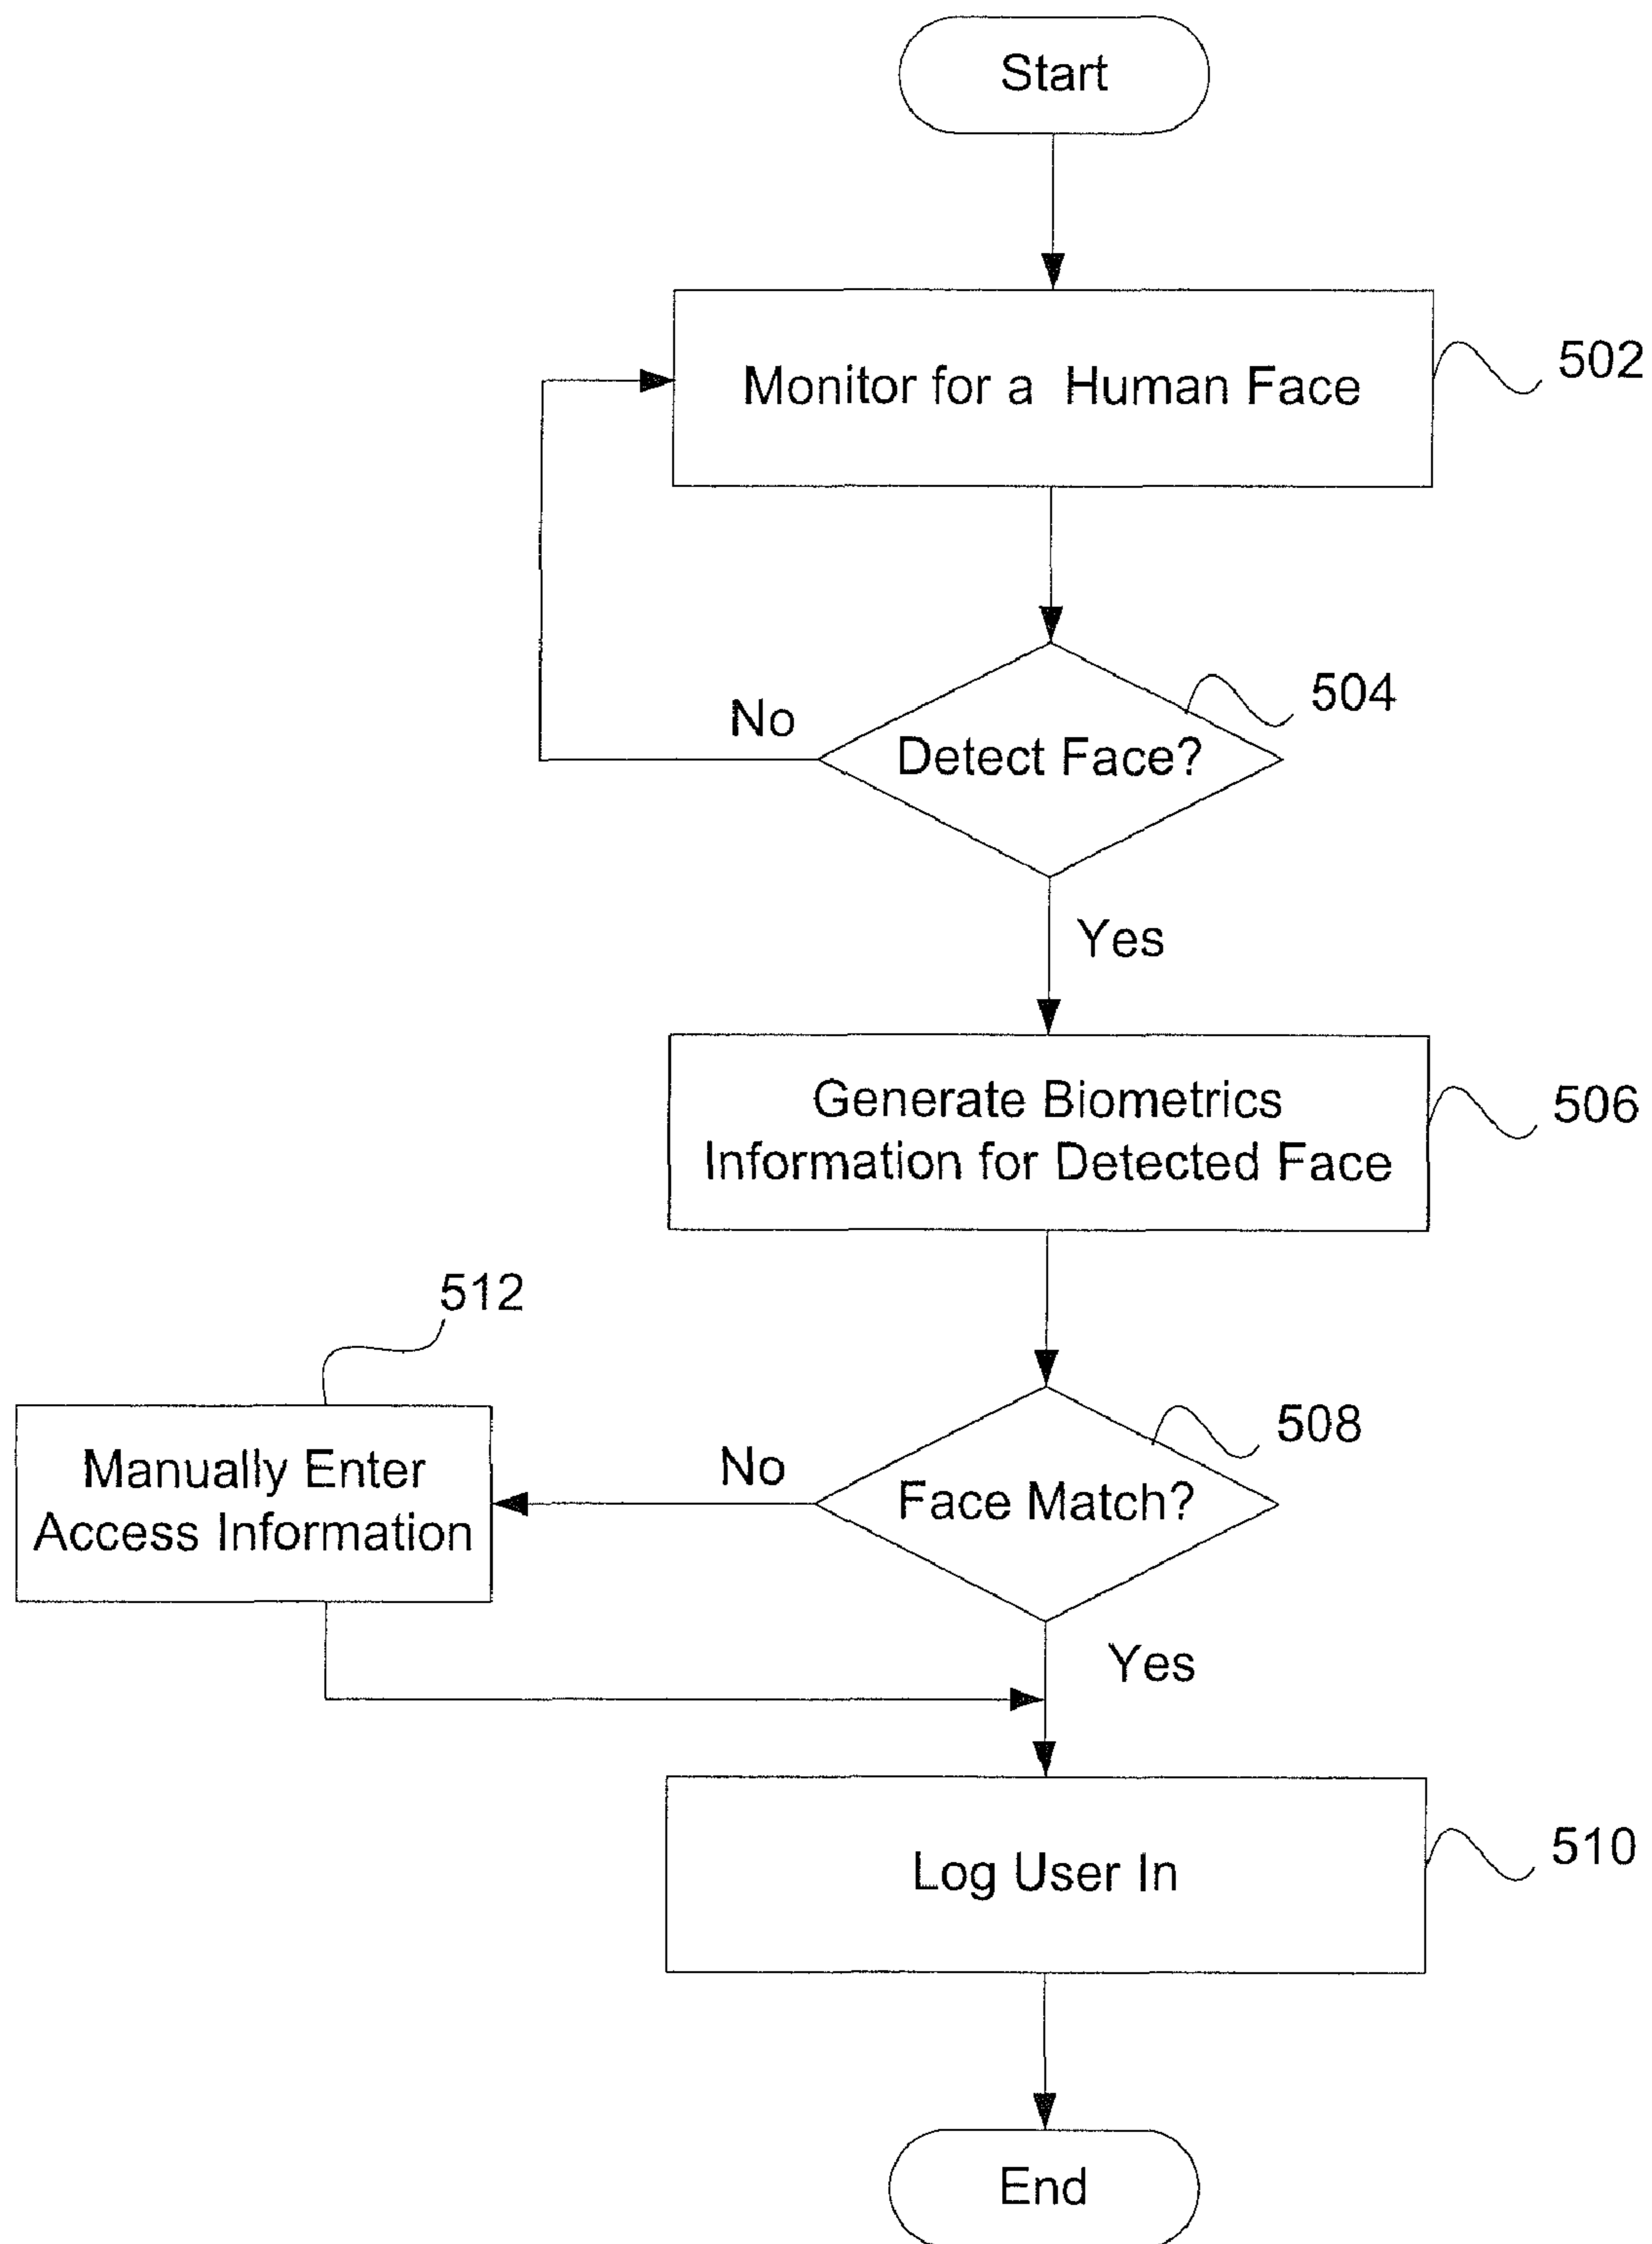 Start
Monitor for a Human Face
502
504
No
Detect Face?
Yes
Generate Biometrics
Information for Detected Face
506
512
508
Manually Enter
Access Information
No
Face Match?
Yes
Log User In
510
End